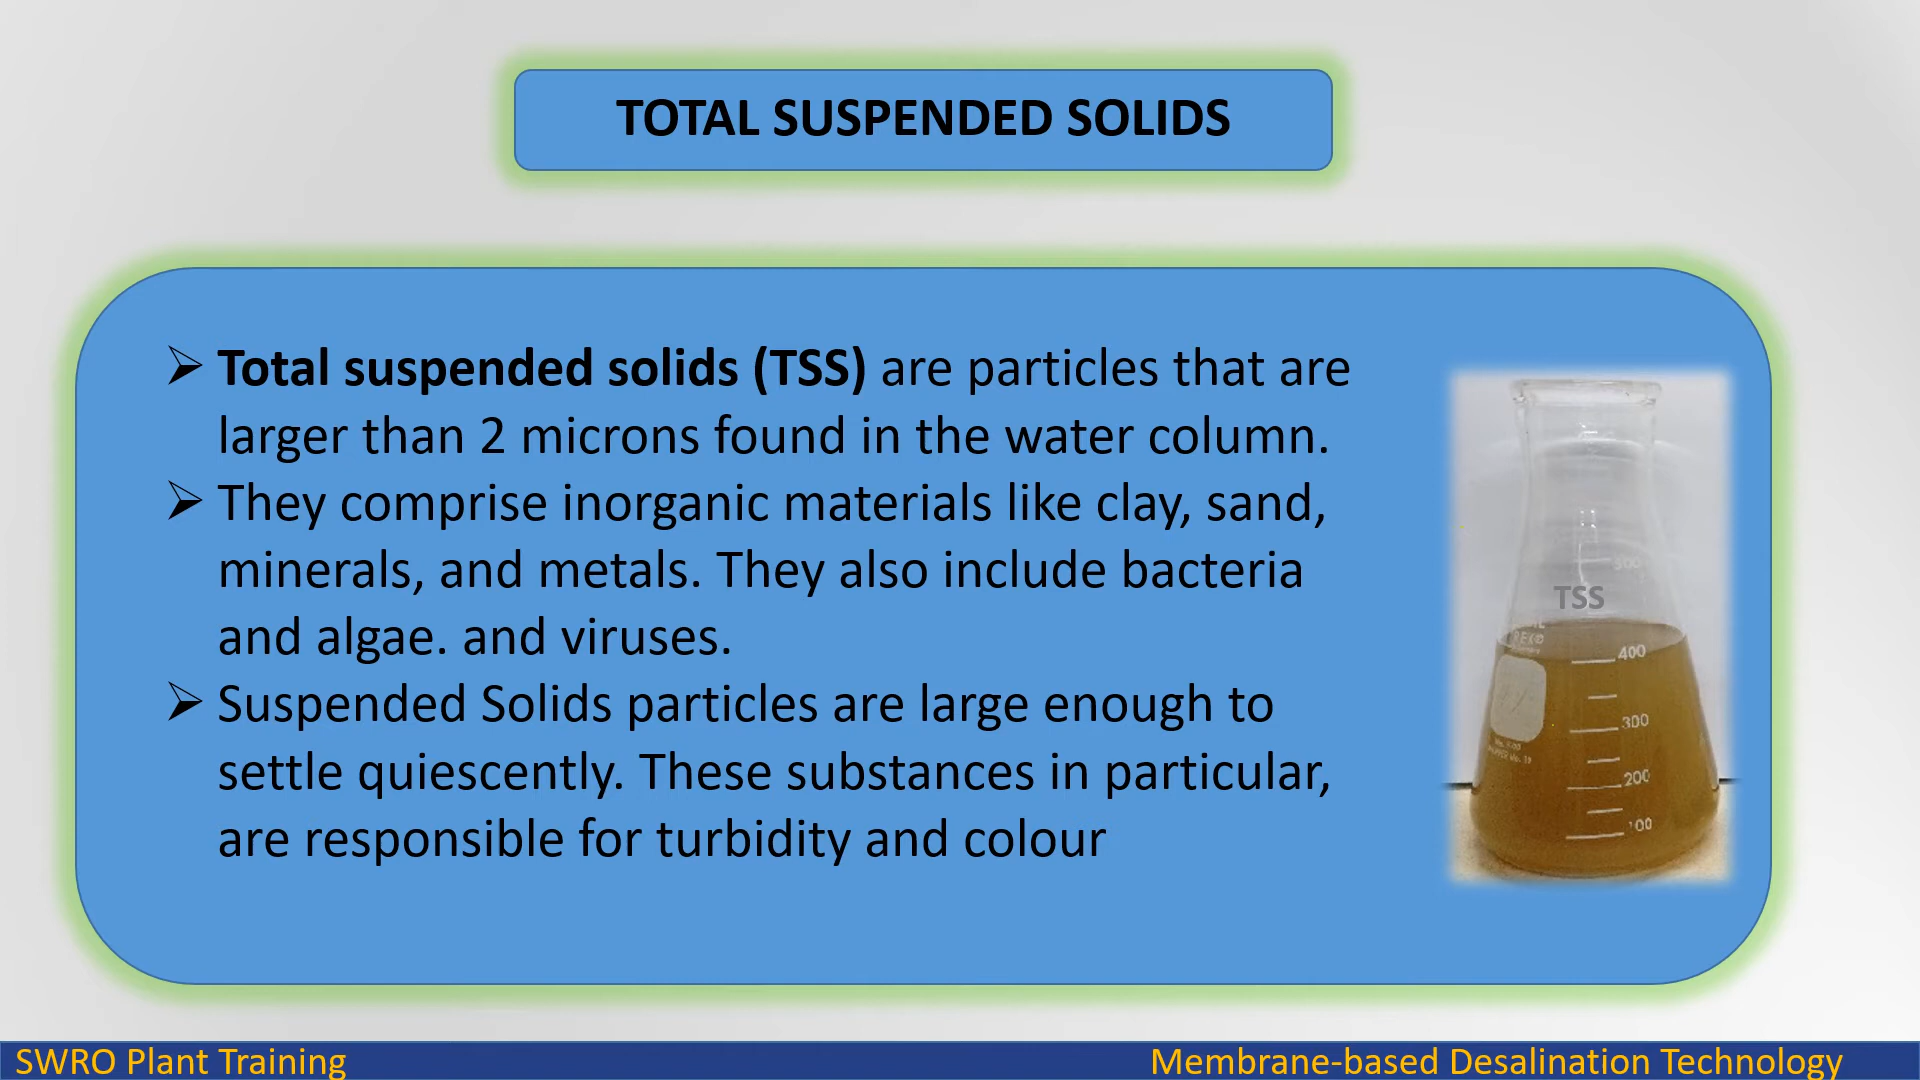 TOTAL SUSPENDED SOLIDS
➢ Total suspended solids (TSS) are particles that are
larger than 2 microns found in the water column.
➢ They comprise inorganic materials like clay, sand,
minerals, and metals. They also include bacteria
and algae. and viruses.
➢ Suspended Solids particles are large enough to
settle quiescently. These substances in particular,
are responsible for turbidity and colour
500
TSS
400
300
200
100
SWRO Plant Training
Membrane-based Desalination Technology